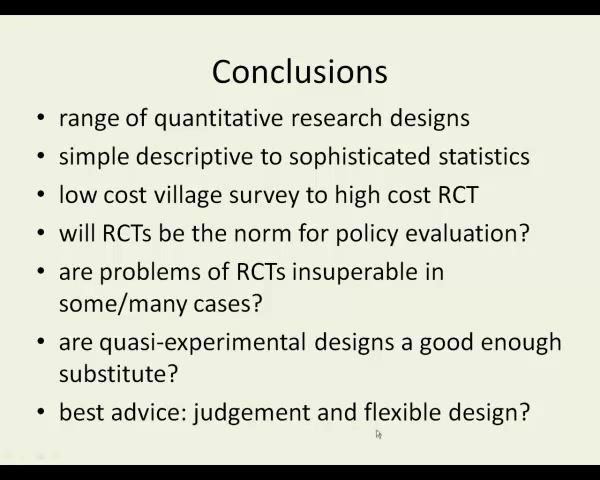 Conclusions
• range of quantitative research designs
• simple descriptive to sophisticated statistics
• low cost village survey to high cost RCT
• will RCTs be the norm for policy evaluation?
• are problems of RCTs insuperable in
some/many cases?
• are quasi-experimental designs a good enough
substitute?
• best advice: judgement and flexible design?